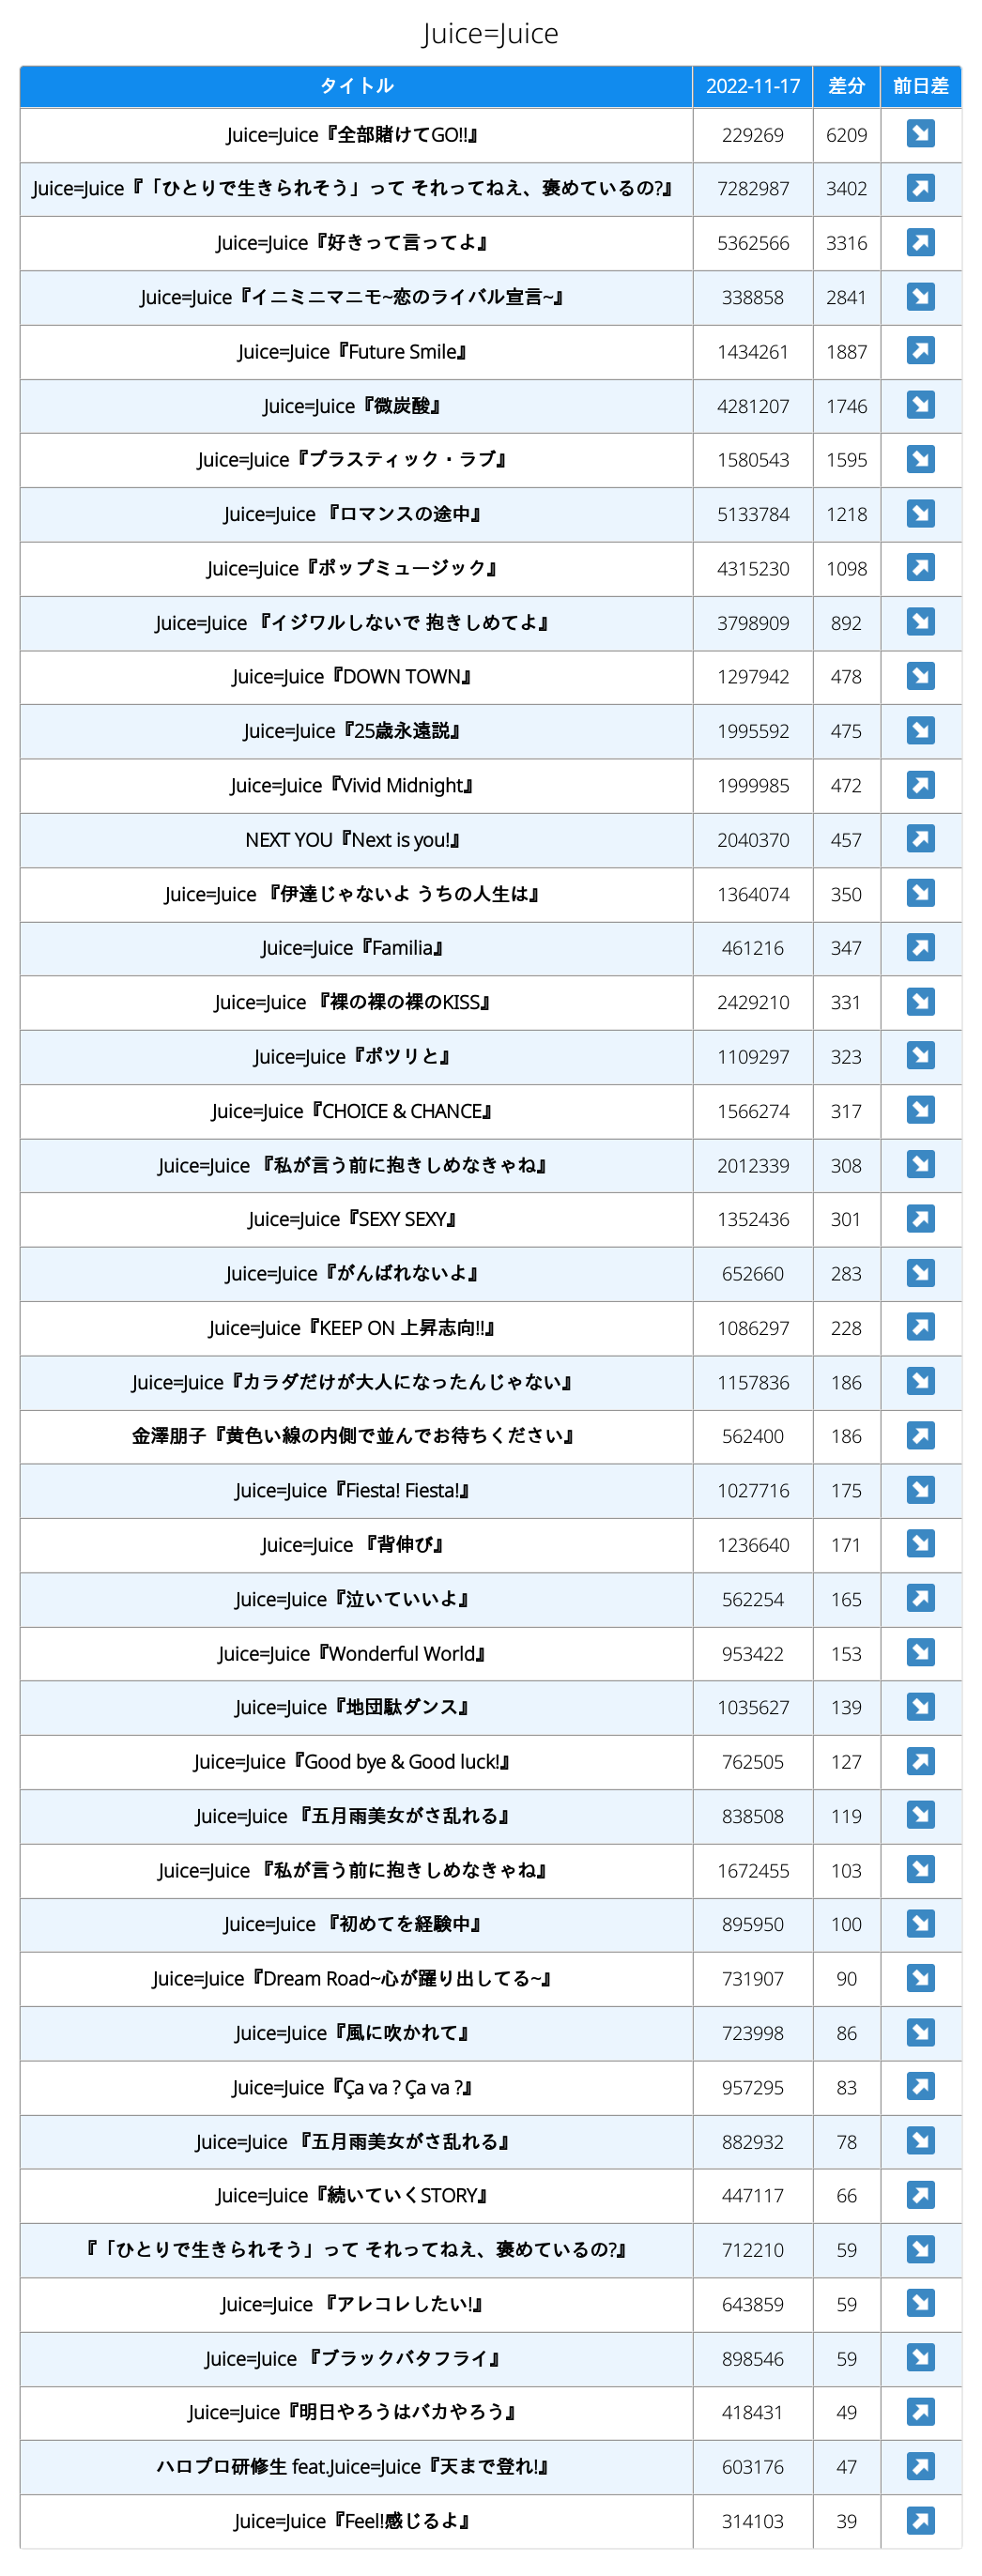 Juice=Juice
タイトル 2022-11-17 差分 前日差
Juice=Juice『全部賭けてGO!!』 229269 6209 ↘
Juice=Juice『「ひとりで生きられそう」って それってねえ、褒めているの?』 7282987 3402 ↗
Juice=Juice『好きって言ってよ』 5362566 3316 ↗
Juice=Juice『イニミニマニモ~恋のライバル宣言~』 338858 2841 ↘
Juice=Juice『Future Smile』 1434261 1887 ↗
Juice=Juice『微炭酸』 4281207 1746 ↘
Juice=Juice『プラスティック・ラブ』 1580543 1595 ↘
Juice=Juice 『ロマンスの途中』 5133784 1218 ↘
Juice=Juice『ポップミュージック』 4315230 1098 ↗
Juice=Juice 『イジワルしないで 抱きしめてよ』 3798909 892 ↘
Juice=Juice『DOWN TOWN』 1297942 478 ↘
Juice=Juice『25歳永遠説』 1995592 475 ↘
Juice=Juice『Vivid Midnight』 1999985 472 ↗
NEXT YOU『Next is you!』 2040370 457 ↗
Juice=Juice 『伊達じゃないよ うちの人生は』 1364074 350 ↘
Juice=Juice『Familia』 461216 347 ↗
Juice=Juice 『裸の裸の裸のKISS』 2429210 331 ↘
Juice=Juice『ポツリと』 1109297 323 ↘
Juice=Juice『CHOICE & CHANCE』 1566274 317 ↘
Juice=Juice 『私が言う前に抱きしめなきゃね』 2012339 308 ↘
Juice=Juice『SEXY SEXY』 1352436 301 ↗
Juice=Juice『がんばれないよ』 652660 283 ↘
Juice=Juice『KEEP ON 上昇志向!!』 1086297 228 ↗
Juice=Juice『カラダだけが大人になったんじゃない』 1157836 186 ↘
金澤朋子『黄色い線の内側で並んでお待ちください』 562400 186 ↗
Juice=Juice『Fiesta! Fiesta!』 1027716 175 ↘
Juice=Juice 『背伸び』 1236640 171 ↘
Juice=Juice『泣いていいよ』 562254 165 ↗
Juice=Juice『Wonderful World』 953422 153 ↘
Juice=Juice『地団駄ダンス』 1035627 139 ↘
Juice=Juice『Good bye & Good luck!』 762505 127 ↗
Juice=Juice 『五月雨美女がさ乱れる』 838508 119 ↘
Juice=Juice 『私が言う前に抱きしめなきゃね』 1672455 103 ↘
Juice=Juice 『初めてを経験中』 895950 100 ↘
Juice=Juice『Dream Road~心が躍り出してる~』 731907 90 ↘
Juice=Juice『風に吹かれて』 723998 86 ↘
Juice=Juice『Ça va ? Ça va ?』 957295 83 ↗
Juice=Juice 『五月雨美女がさ乱れる』 882932 78 ↘
Juice=Juice『続いていくSTORY』 447117 66 ↗
『「ひとりで生きられそう」って それってねえ、褒めているの?』 712210 59 ↘
Juice=Juice 『アレコレしたい!』 643859 59 ↘
Juice=Juice 『ブラックバタフライ』 898546 59 ↘
Juice=Juice『明日やろうはバカやろう』 418431 49 ↗
ハロプロ研修生 feat.Juice=Juice『天まで登れ!』 603176 47 ↗
Juice=Juice『Feel!感じるよ』 314103 39 ↗